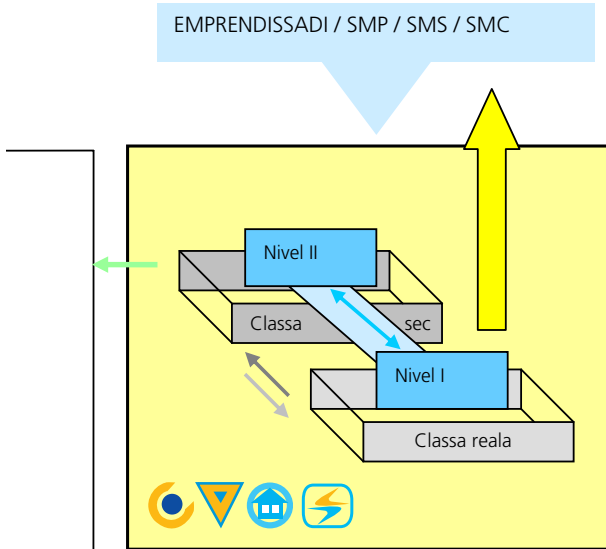 EMPRENDISSADI / SMP / SMS / SMC
Nivel II
Classa sec
Nivel I
Classa reala